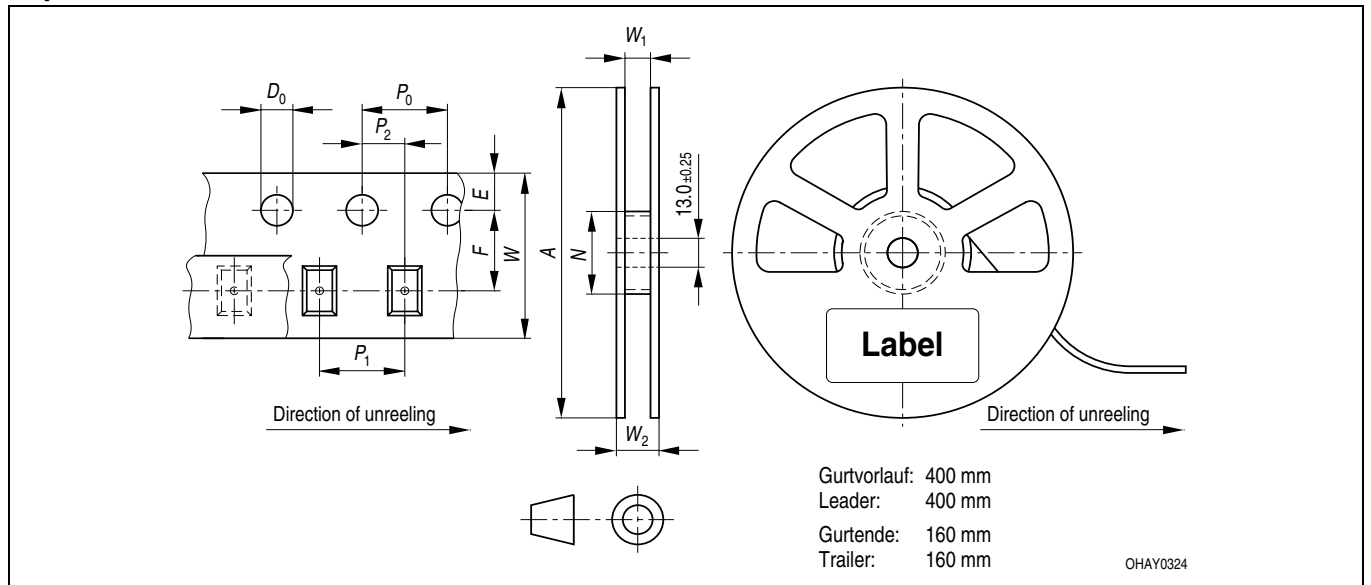 W₁
D₀
P₀
P₂
E
F
W
A
N
13.0 ±0.25
Label
P₁
Direction of unreeling
W₂
Direction of unreeling
Gurtvorlauf: 400 mm
Leader: 400 mm
Gurtende: 160 mm
Trailer: 160 mm
OHAY0324